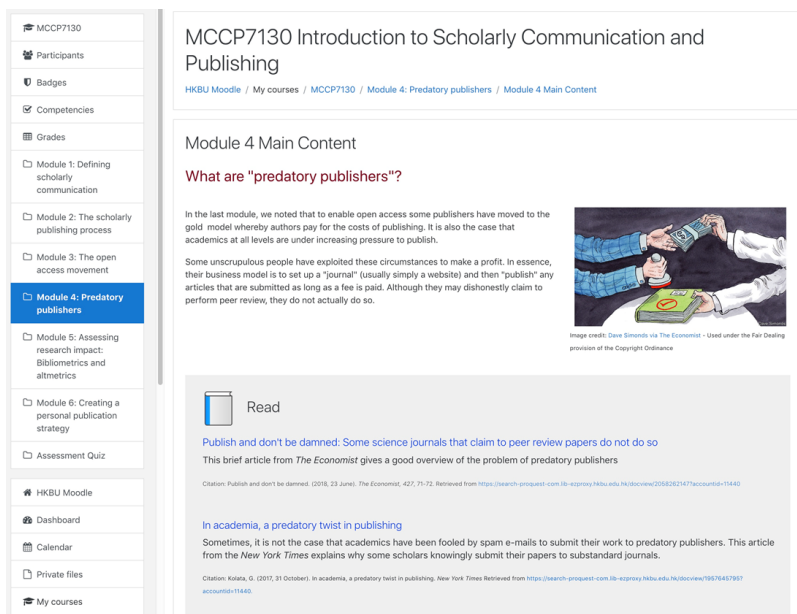 MCCP7130
Participants
Badges
Competencies
Grades
Module 1: Defining
scholarly
communication
Module 2: The scholarly
publishing process
Module 3: The open
access movement
Module 4: Predatory
publishers
Module 5: Assessing
research impact:
Bibliometrics and
altmetrics
Module 6: Creating a
personal publication
strategy
Assessment Quiz
HKBU Moodle
Dashboard
Calendar
Private files
My courses
MCCP7130 Introduction to Scholarly Communication and
Publishing
HKBU Moodle / My courses / MCCP7130 / Module 4: Predatory publishers / Module 4 Main Content
Module 4 Main Content
What are "predatory publishers"?
In the last module, we noted that to enable open access some publishers have moved to the
gold model whereby authors pay for the costs of publishing. It is also the case that
academics at all levels are under increasing pressure to publish.
Some unscrupulous people have exploited these circumstances to make a profit. In essence,
their business model is to set up a "journal" (usually simply a website) and then "publish" any
articles that are submitted as long as a fee is paid. Although they may dishonestly claim to
perform peer review, they do not actually do so.
Image credit: Dave Simonds via The Economist - Used under the Fair Dealing
provision of the Copyright Ordinance
Read
Publish and don't be damned: Some science journals that claim to peer review papers do not do so
This brief article from The Economist gives a good overview of the problem of predatory publishers
Citation: Publish and don't be damned. (2018, 23 June). The Economist, 427, 71-72. Retrieved from https://search-proquest-com.lib-ezproxy.hkbu.edu.hk/docview/2058262147?accountid=11440
In academia, a predatory twist in publishing
Sometimes, it is not the case that academics have been fooled by spam e-mails to submit their work to predatory publishers. This article
from the New York Times explains why some scholars knowingly submit their papers to substandard journals.
Citation: Kolata, G. (2017, 31 October). In academia, a predatory twist in publishing. New York Times Retrieved from https://search-proquest-com.lib-ezproxy.hkbu.edu.hk/docview/1957645795?
accountid=11440.